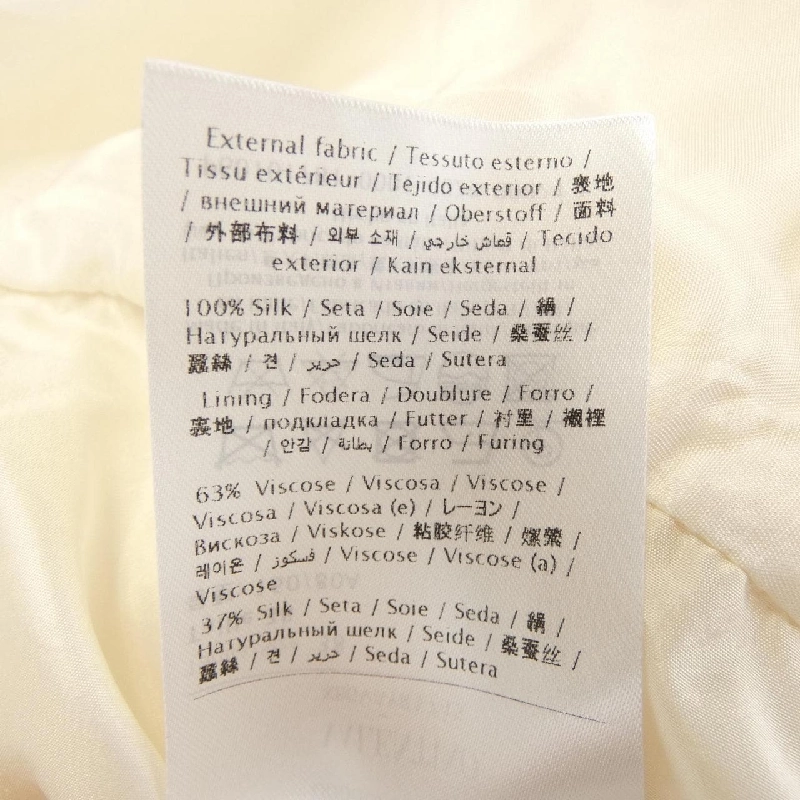 External fabric / Tessuto esterno /
Tissu extérieur / Tejido exterior / 表地
/ внешний материал / Oberstoff / 面料
/ 外部布料 / 외부 소재 / قماش خارجي / Tecido
exterior / Kain eksternal
100% Silk / Seta / Soie / Seda / 絹 /
Натуральный шелк / Seide / 桑蚕丝 /
蠶絲 / 견 / حرير / Seda / Sutera
Lining / Fodera / Doublure / Forro /
裏地 / подкладка / Futter / 衬里 / 襯裡
/ 안감 / بطانة / Forro / Furing
63% Viscose / Viscosa / Viscose /
Viscosa / Viscosa (e) / レーヨン /
Вискоза / Viskose / 粘胶纤维 / 嫘縈 /
레이온 / فسكوز / Viscose / Viscose (a) /
Viscose
37% Silk / Seta / Soie / Seda / 絹 /
Натуральный шелк / Seide / 桑蚕丝 /
蠶絲 / 견 / حرير / Seda / Sutera